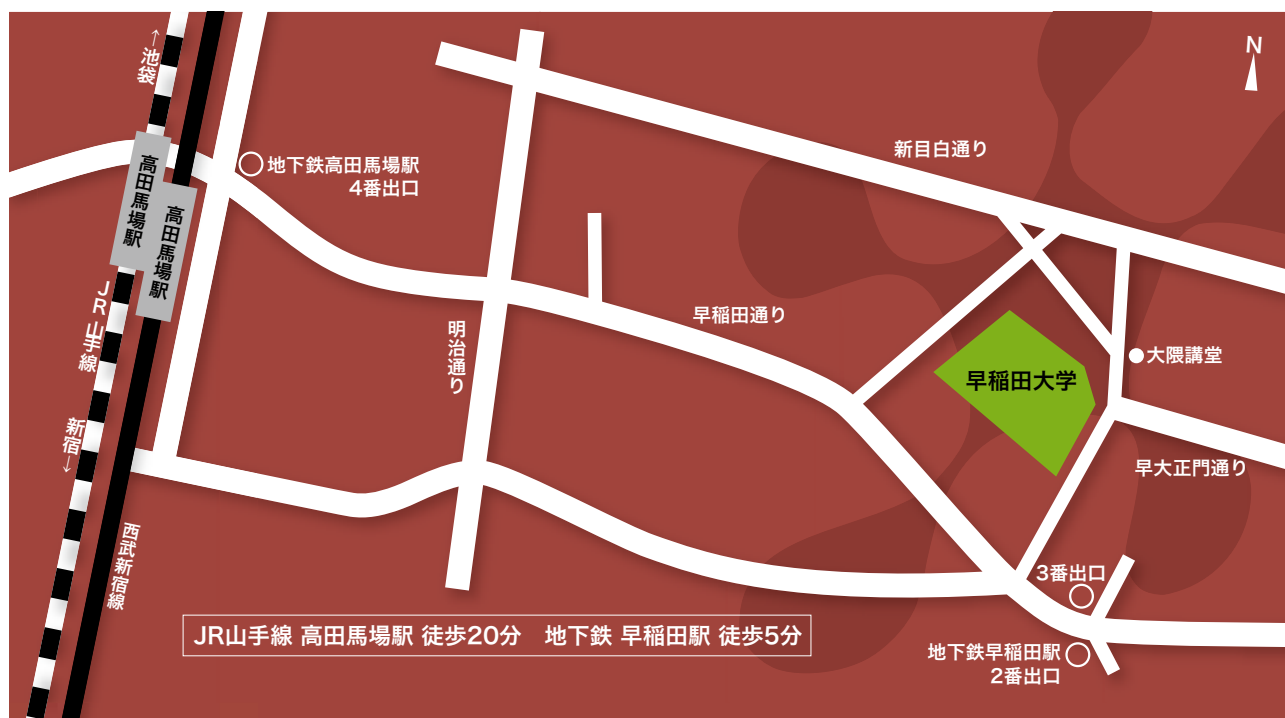 ←池袋
N
新目白通り
地下鉄高田馬場駅
4番出口
高田馬場駅
高田馬場駅
JR山手線
早稲田通り
明治通り
大隈講堂
早稲田大学
新宿→
早大正門通り
西武新宿線
3番出口
JR山手線 高田馬場駅 徒歩20分　地下鉄 早稲田駅 徒歩5分
地下鉄早稲田駅
2番出口